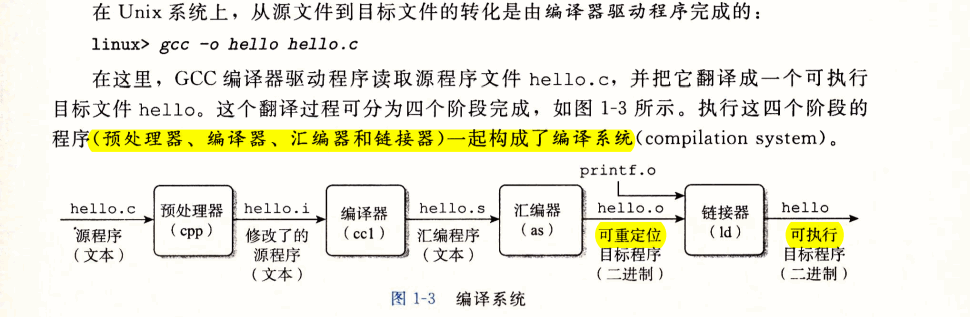 在 Unix 系统上，从源文件到目标文件的转化是由编译器驱动程序完成的：
linux> gcc -o hello hello.c
在这里，GCC 编译器驱动程序读取源程序文件 hello.c，并把它翻译成一个可执行
目标文件 hello。这个翻译过程可分为四个阶段完成，如图 1-3 所示。执行这四个阶段的
程序(预处理器、编译器、汇编器和链接器)一起构成了编译系统(compilation system)。
printf.o
hello.c
预处理器
(cpp)
hello.i
编译器
(cc1)
hello.s
汇编器
(as)
hello.o
链接器
(ld)
hello
源程序
（文本）
修改了的
源程序
（文本）
汇编程序
（文本）
可重定位
目标程序
（二进制）
可执行
目标程序
（二进制）
图 1-3 编译系统